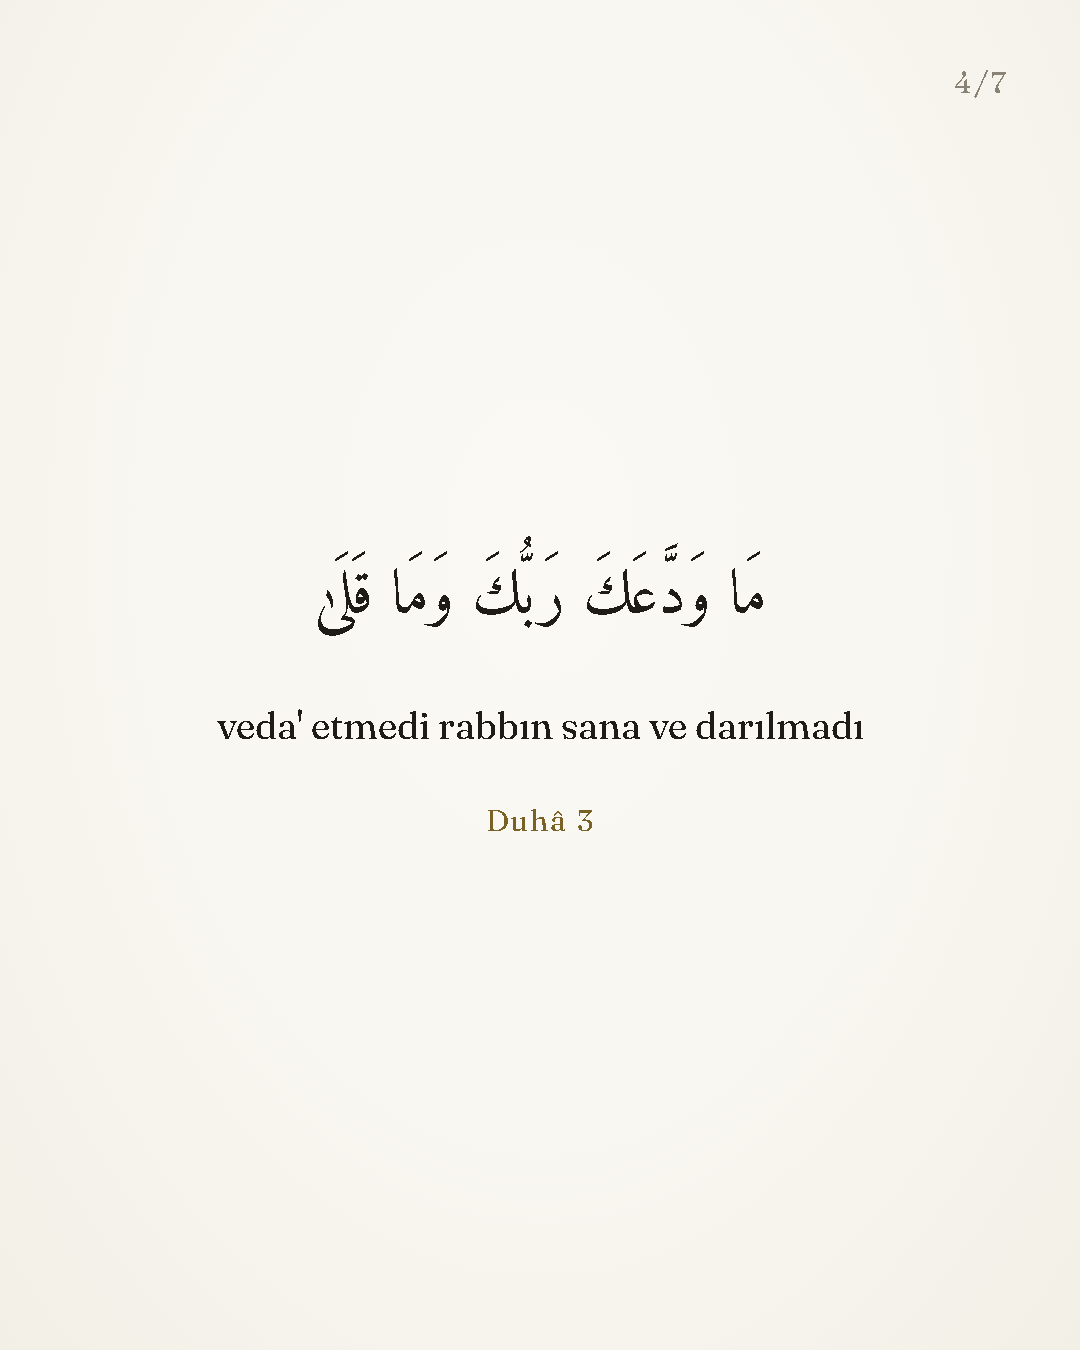 4/7
مَا وَدَّعَكَ رَبُّكَ وَمَا قَلَىٰ
veda' etmedi rabbın sana ve darılmadı
Duhâ 3